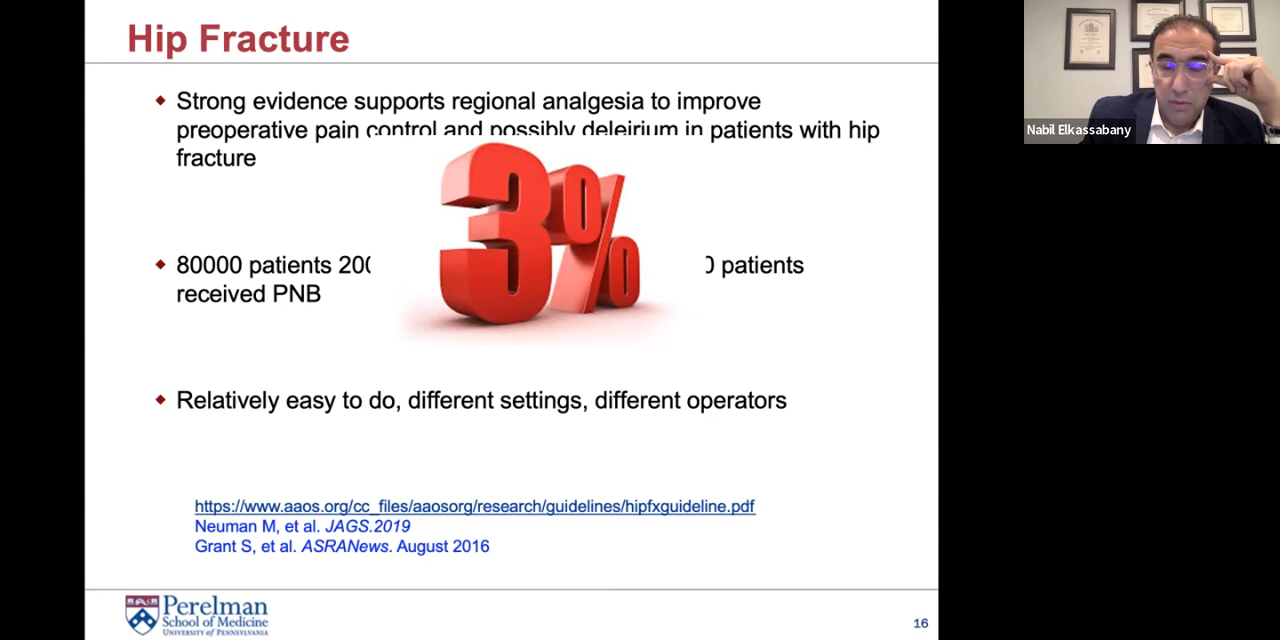 Hip Fracture
Strong evidence supports regional analgesia to improve
preoperative pain control and possibly deleirium in patients with hip
fracture
3%
80000 patients patients
received PNB
Relatively easy to do, different settings, different operators
https://www.aaos.org/cc_files/aaosorg/research/guidelines/hipfxguideline.pdf
Neuman M, et al. JAGS.2019
Grant S, et al. ASRANews. August 2016
Perelman
School of Medicine
UNIVERSITY of PENNSYLVANIA
16
Nabil Elkassabany